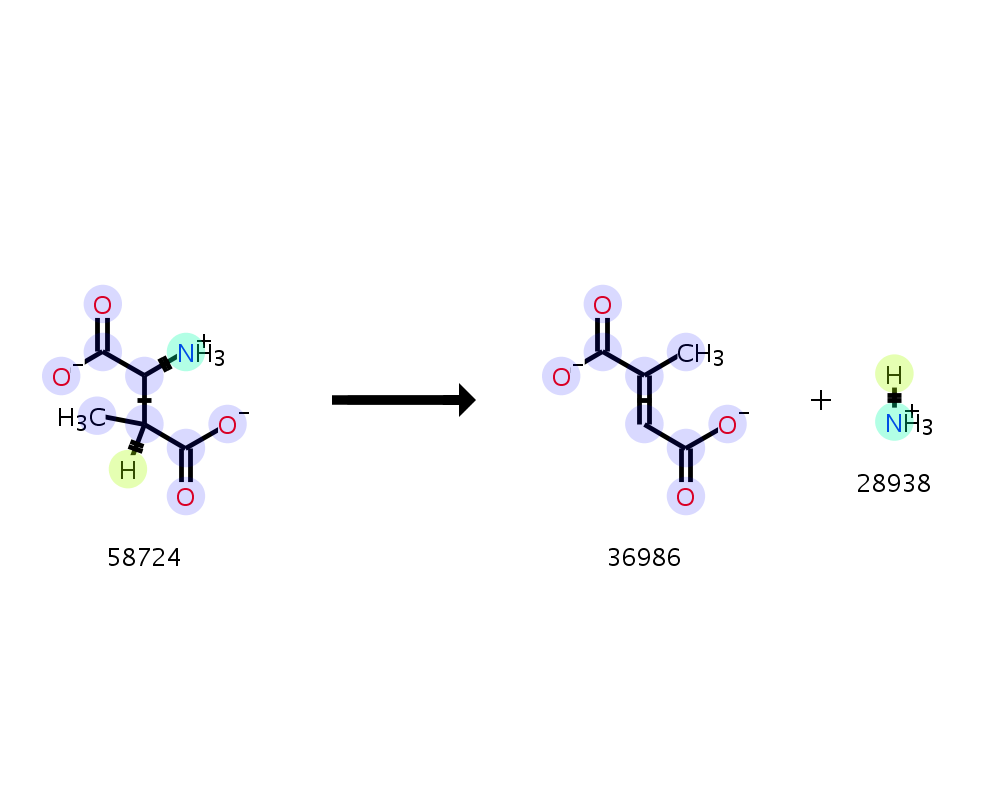 O O
NH3+ CH3 H
O− O−
+
H3C O− O− NH3+
H 28938
O O
58724 36986